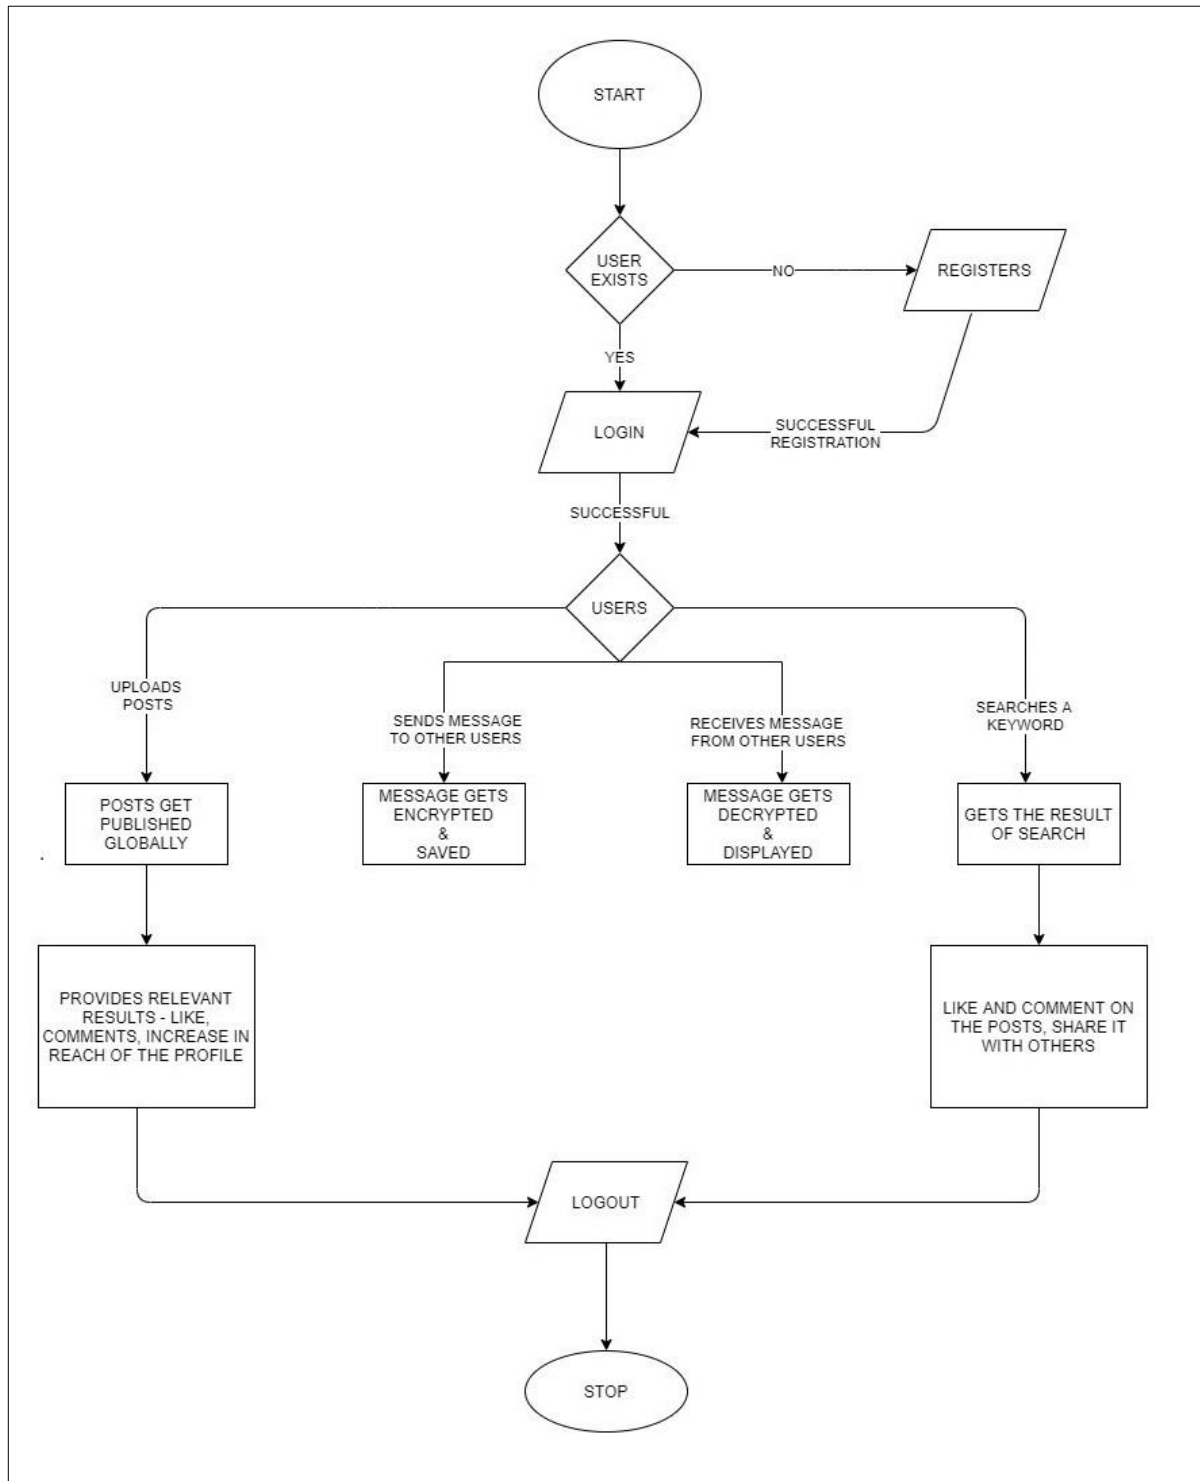 START
USER
EXISTS
NO
REGISTERS
YES
LOGIN
SUCCESSFUL
REGISTRATION
SUCCESSFUL
USERS
UPLOADS
POSTS
SENDS MESSAGE
TO OTHER USERS
RECEIVES MESSAGE
FROM OTHER USERS
SEARCHES A
KEYWORD
POSTS GET
PUBLISHED
GLOBALLY
MESSAGE GETS
ENCRYPTED
&
SAVED
MESSAGE GETS
DECRYPTED
&
DISPLAYED
GETS THE RESULT
OF SEARCH
PROVIDES RELEVANT
RESULTS - LIKE,
COMMENTS, INCREASE IN
REACH OF THE PROFILE
LIKE AND COMMENT ON
THE POSTS, SHARE IT
WITH OTHERS
LOGOUT
STOP